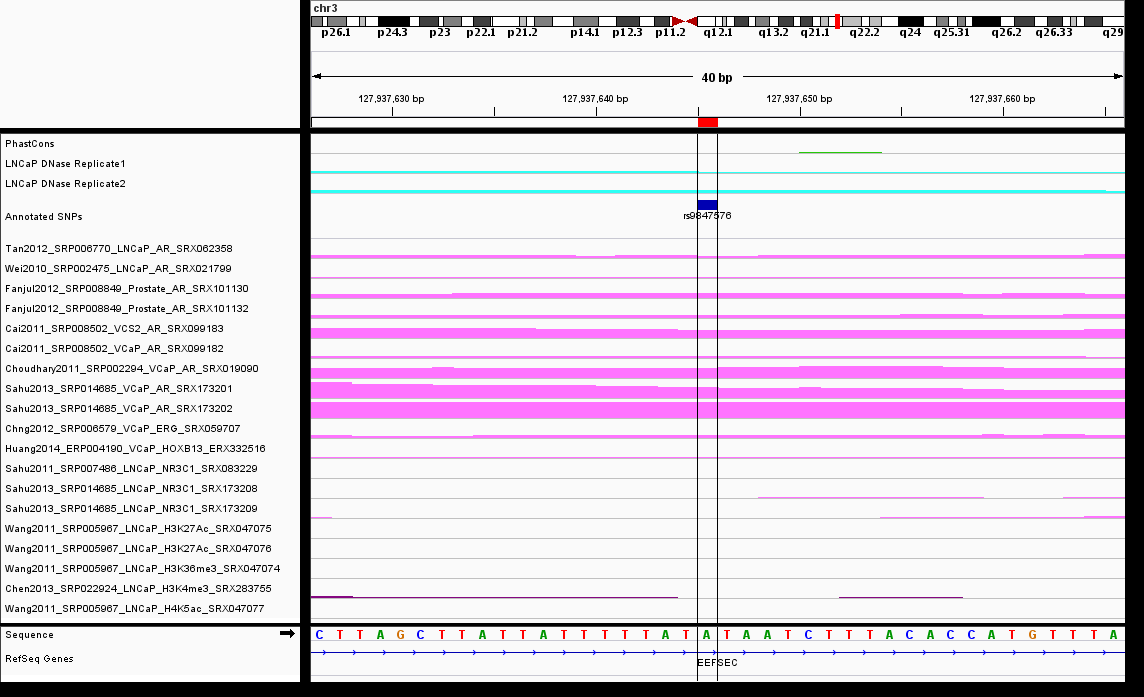 chr3
p26.1 p24.3 p23 p22.1 p21.2 p14.1 p12.3 p11.2 q12.1 q13.2 q21.1 q22.2 q24 q25.31 q26.2 q26.33 q29
40 bp
127,937,630 bp 127,937,640 bp 127,937,650 bp 127,937,660 bp
PhastCons
LNCaP DNase Replicate1
LNCaP DNase Replicate2
Annotated SNPs
rs9847576
Tan2012_SRP006770_LNCaP_AR_SRX062358
Wei2010_SRP002475_LNCaP_AR_SRX021799
Fanjul2012_SRP008849_Prostate_AR_SRX101130
Fanjul2012_SRP008849_Prostate_AR_SRX101132
Cai2011_SRP008502_VCS2_AR_SRX099183
Cai2011_SRP008502_VCaP_AR_SRX099182
Choudhary2011_SRP002294_VCaP_AR_SRX019090
Sahu2013_SRP014685_VCaP_AR_SRX173201
Sahu2013_SRP014685_VCaP_AR_SRX173202
Chng2012_SRP006579_VCaP_ERG_SRX059707
Huang2014_ERP004190_VCaP_HOXB13_ERX332516
Sahu2011_SRP007486_LNCaP_NR3C1_SRX083229
Sahu2013_SRP014685_LNCaP_NR3C1_SRX173208
Sahu2013_SRP014685_LNCaP_NR3C1_SRX173209
Wang2011_SRP005967_LNCaP_H3K27Ac_SRX047075
Wang2011_SRP005967_LNCaP_H3K27Ac_SRX047076
Wang2011_SRP005967_LNCaP_H3K36me3_SRX047074
Chen2013_SRP022924_LNCaP_H3K4me3_SRX283755
Wang2011_SRP005967_LNCaP_H4K5ac_SRX047077
Sequence C T T A G C T T A T T A T T T T T A T A T A A T C T T T A C A C C A T G T T T A
RefSeq Genes
EEFSEC